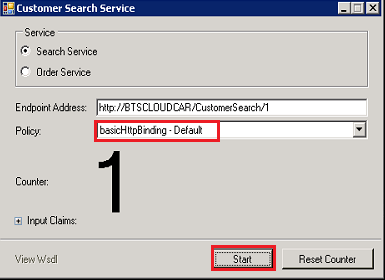 Customer Search Service
Service
Search Service
Order Service
Endpoint Address: http://BTSCLOUDCAR/CustomerSearch/1
Policy: basicHttpBinding - Default
Counter: 1
Input Claims:
View Wsdl Start Reset Counter